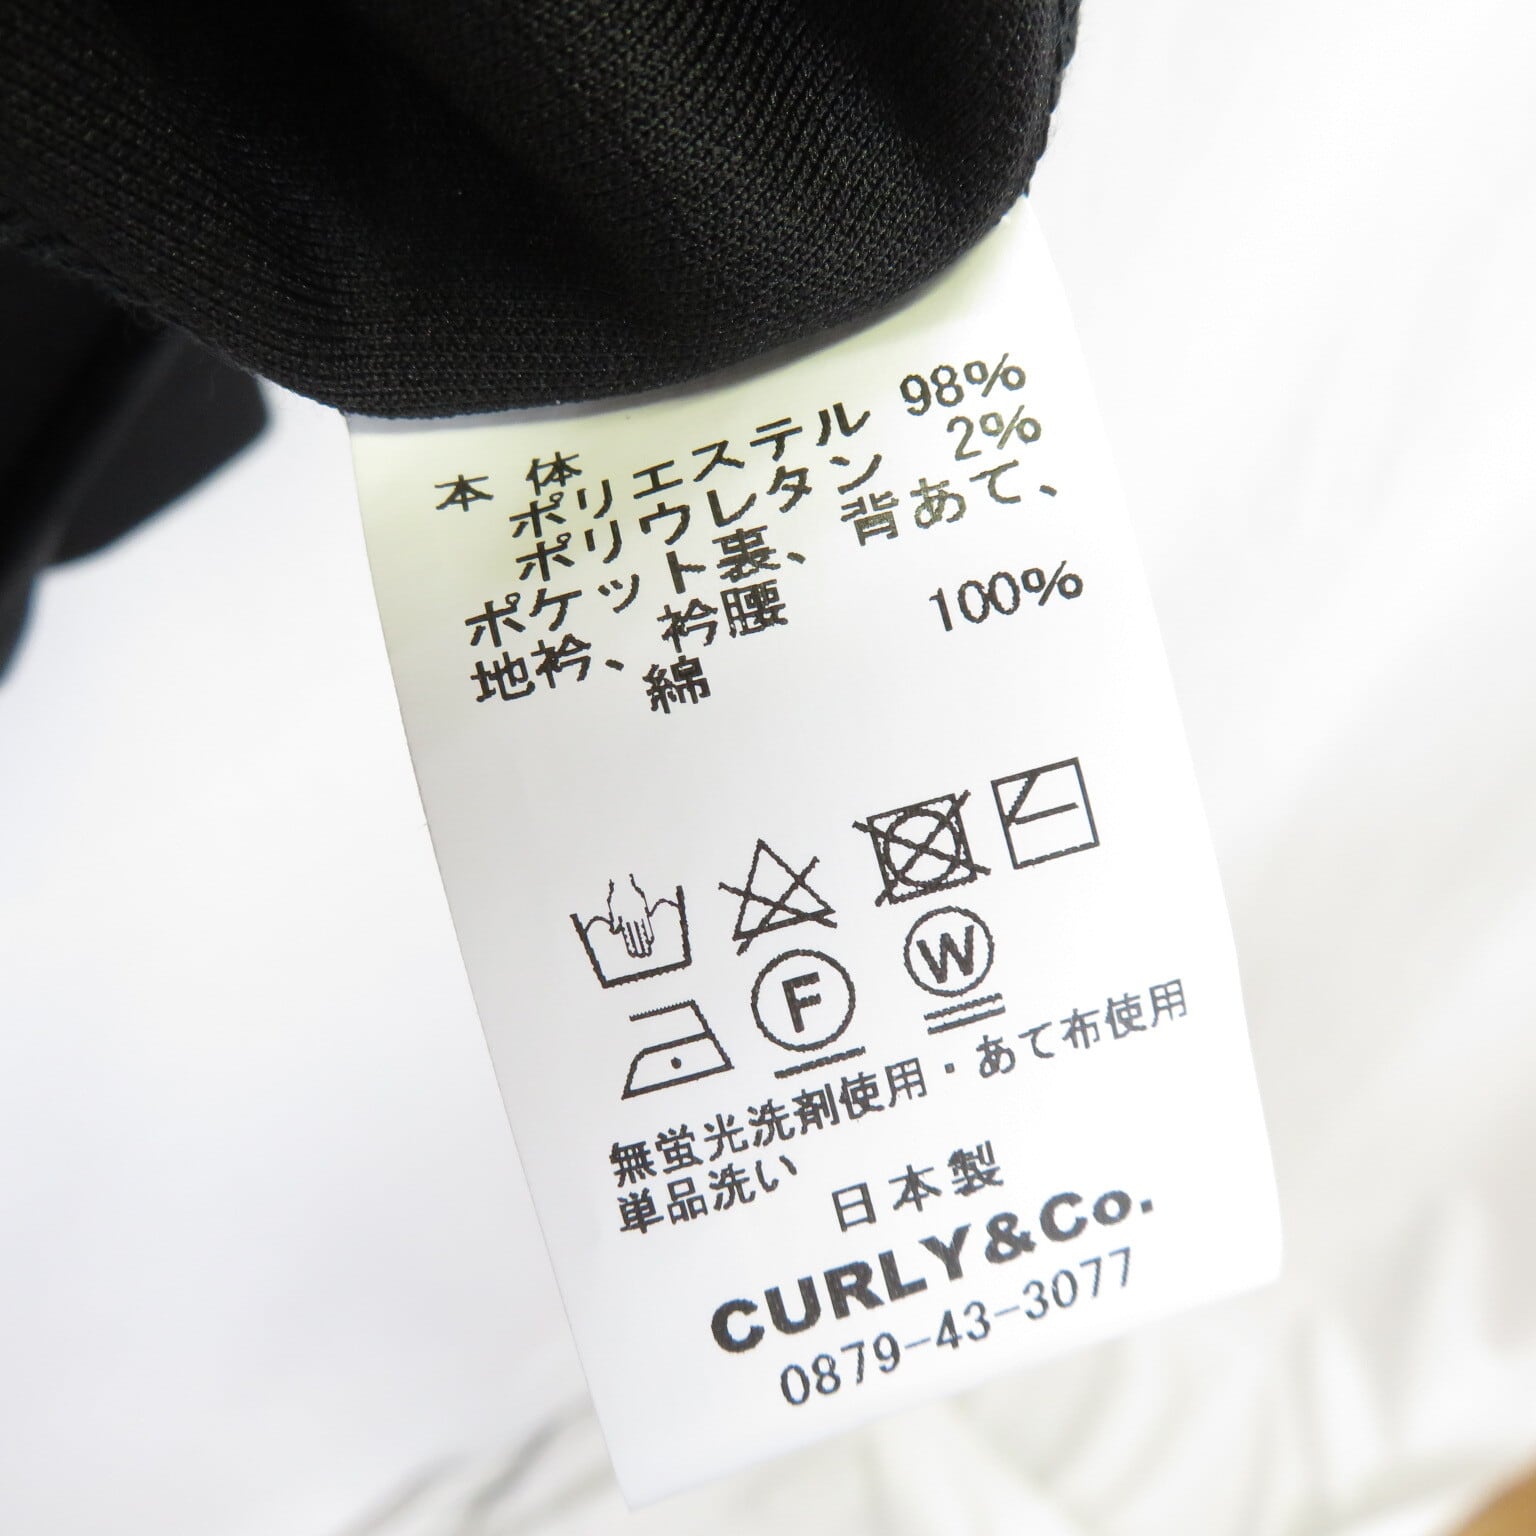 本 体
ポリエステル 98%
ポリウレタン 2%
ポケット裏、背あて、
地衿、衿腰
綿 100%
F
W
無蛍光洗剤使用・あて布使用
単品洗い
日本製
CURLY&Co.
0879-43-3077